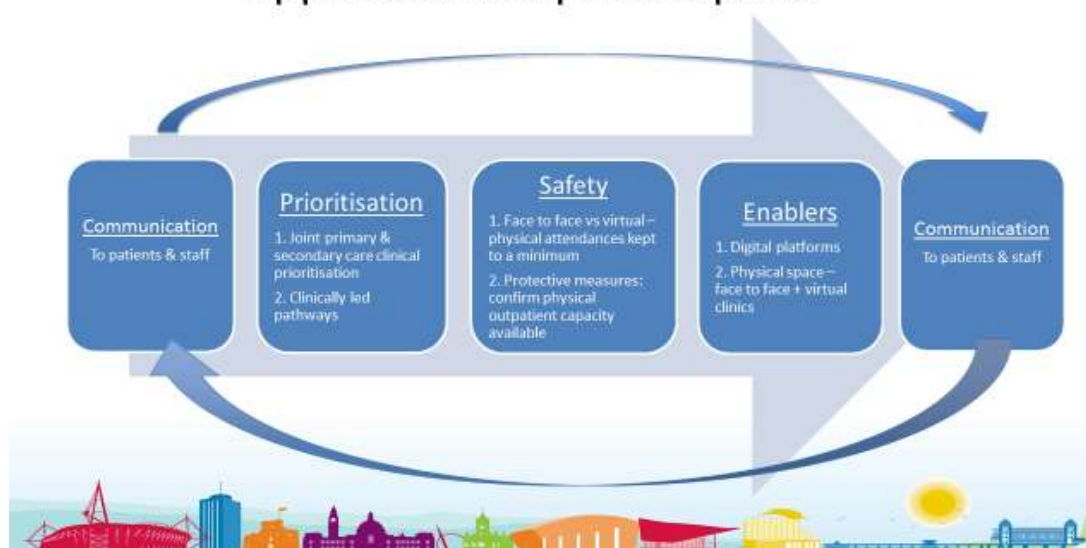 Communication
To patients & staff
Prioritisation
1. Joint primary &
secondary care clinical
prioritisation
2. Clinically led
pathways
Safety
1. Face to face vs virtual –
physical attendances kept
to a minimum
2. Protective measures:
confirm physical
outpatient capacity
available
Enablers
1. Digital platforms
2. Physical space –
face to face + virtual
clinics
Communication
To patients & staff